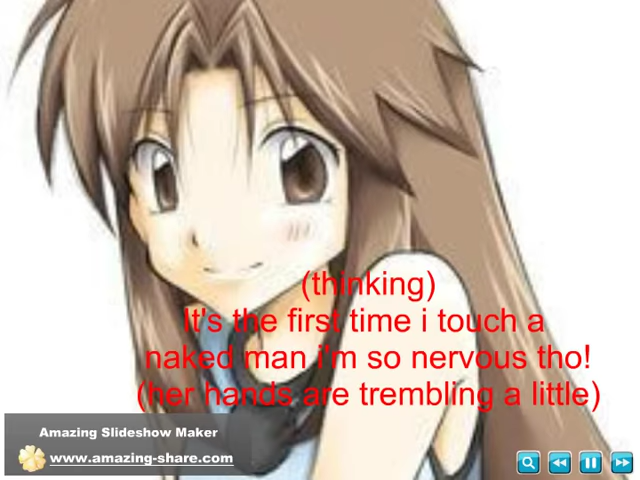 (thinking)
It's the first time i touch a
naked man i'm so nervous tho!
(her hands are trembling a little)
Amazing Slideshow Maker
www.amazing-share.com